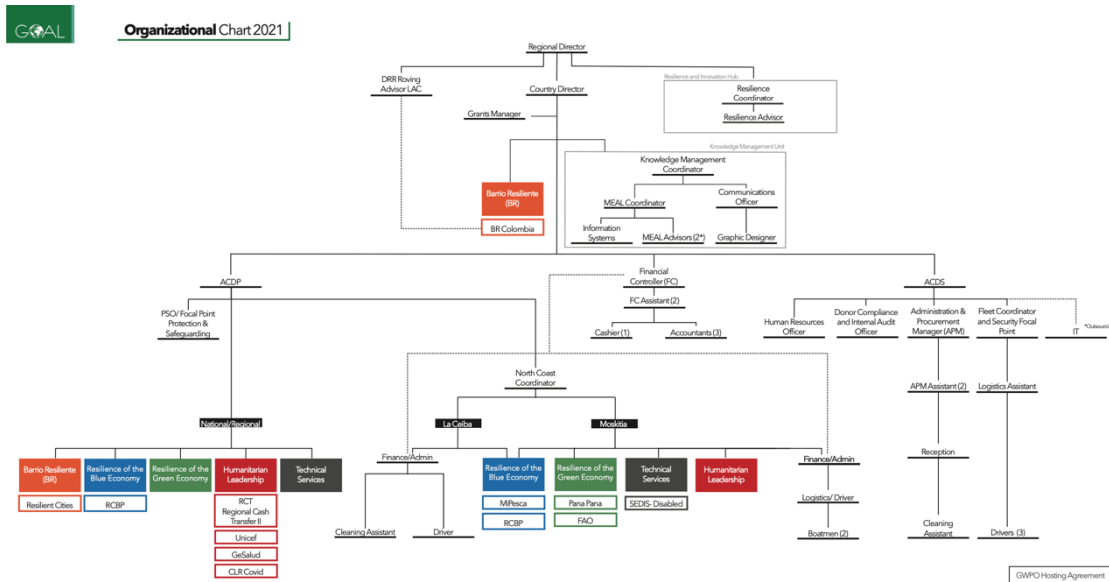 GOAL
Organizational Chart 2021
Regional Director
DRR Roving
Advisor LAC
Country Director
Grants Manager
Resilience and Innovation Hub
Resilience
Coordinator
Resilience Advisor
Knowledge Management Unit
Knowledge Management
Coordinator
MEAL Coordinator
Communications
Officer
Information
Systems
MEAL Advisors (2*)
Graphic Designer
Barrio Resiliente
(BR)
BR Colombia
ACDP
Financial
Controller (FC)
ACDS
PSO/ Focal Point
Protection &
Safeguarding
FC Assistant (2)
Cashier (1)
Accountants (3)
Human Resources
Officer
Donor Compliance
and Internal Audit
Officer
Administration &
Procurement
Manager (APM)
Fleet Coordinator
and Security Focal
Point
IT
North Coast
Coordinator
APM Assistant (2)
Logistics Assistant
National/Regional
La Ceiba
Moskitia
Finance/Admin
Finance/Admin
Reception
Barrio Resiliente
(BR)
Resilience of the
Blue Economy
Resilience of the
Green Economy
Humanitarian
Leadership
Technical
Services
Resilience of the
Blue Economy
Resilience of the
Green Economy
Technical
Services
Humanitarian
Leadership
Resilient Cities
RCBP
RCT
Regional Cash
Transfer II
Unicef
GeSalud
CLR Covid
MiPesca
RCBP
Pana Pana
FAO
SEDIS- Disabled
Logistics/ Driver
Boatmen (2)
Cleaning Assistant
Driver
Cleaning
Assistant
Drivers (3)
GWPO Hosting Agreement